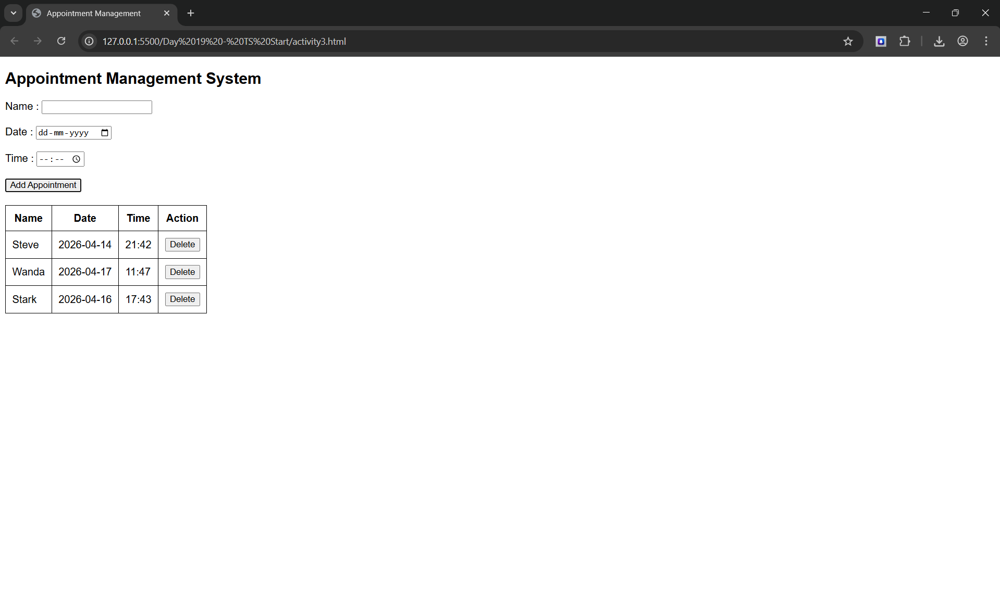 Appointment Management
127.0.0.1:5500/Day%2019%20-%20TS%20Start/activity3.html
Appointment Management System
Name :
Date : dd-mm-yyyy
Time : --:--
Add Appointment
Name Date Time Action
Steve 2026-04-14 21:42 Delete
Wanda 2026-04-17 11:47 Delete
Stark 2026-04-16 17:43 Delete